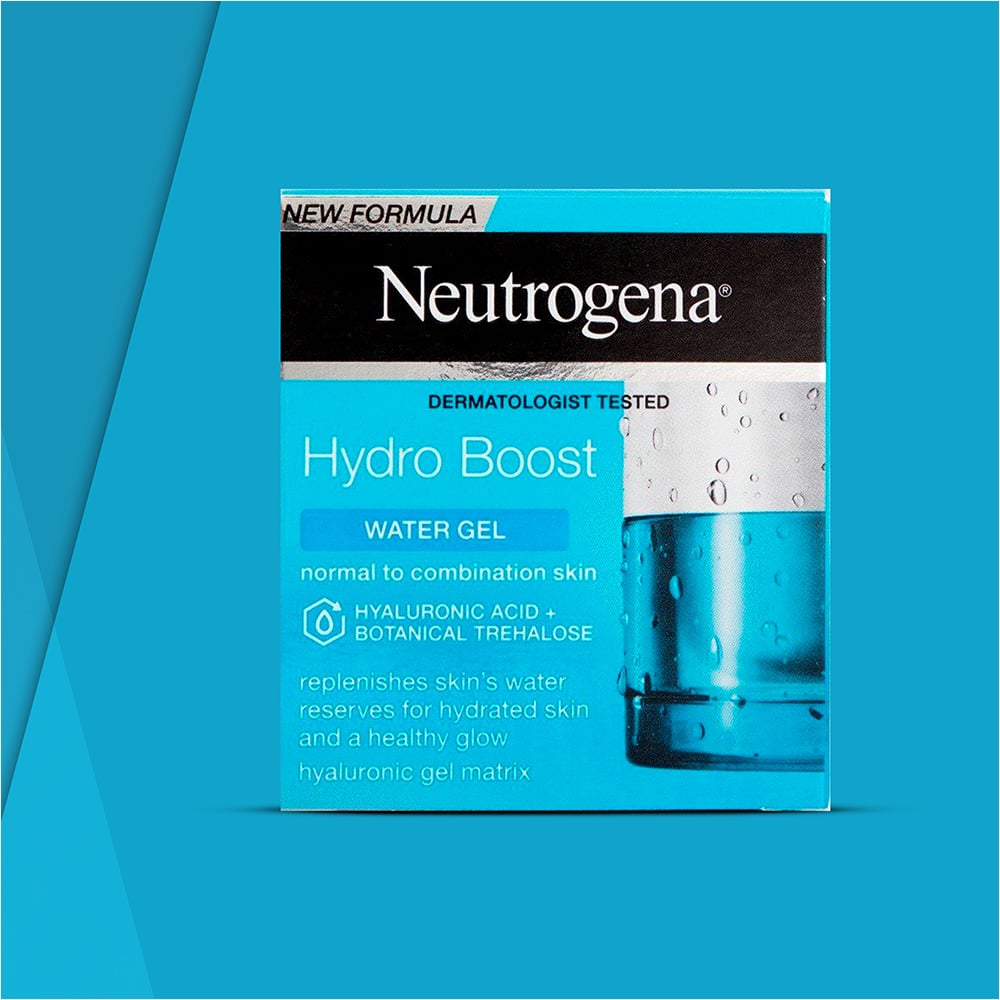 NEW FORMULA
Neutrogena®
DERMATOLOGIST TESTED
Hydro Boost
WATER GEL
normal to combination skin
HYALURONIC ACID +
BOTANICAL TREHALOSE
replenishes skin's water
reserves for hydrated skin
and a healthy glow
hyaluronic gel matrix